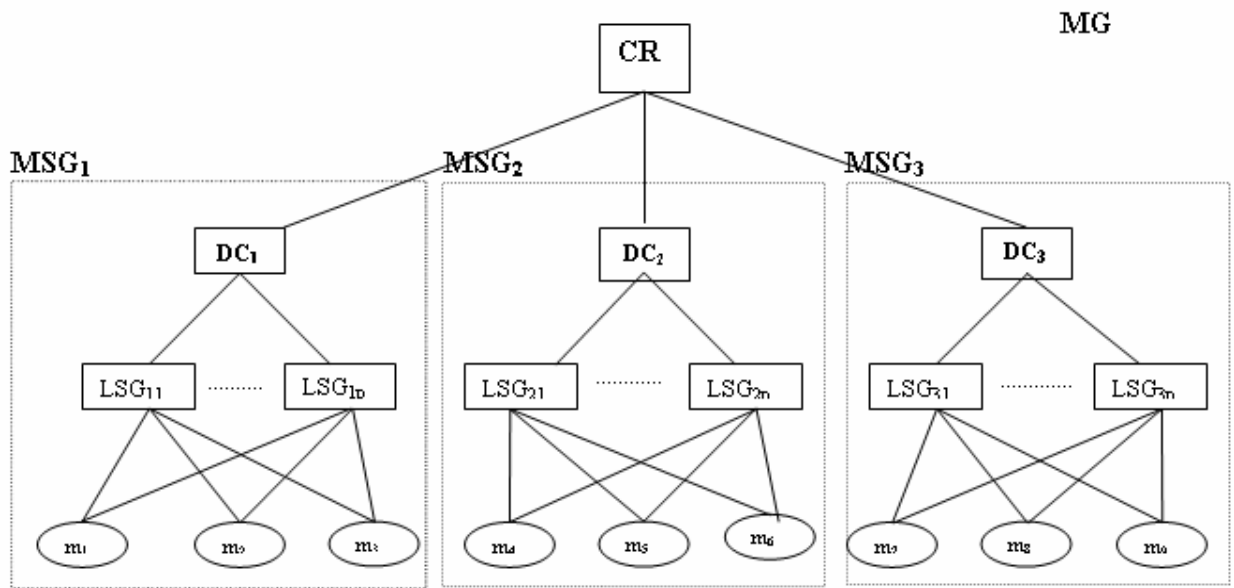 MG
CR
MSG₁ MSG₂ MSG₃
DC₁ DC₂ DC₃
LSG₁₁ ......... LSG₁ₙ LSG₂₁ ........... LSG₂ₙ LSG₃₁ ............ LSG₃ₙ
m₁ m₂ m₃ m₄ m₅ m₆ m₇ m₈ m₉